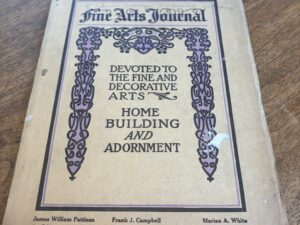 Fine Arts Journal
DEVOTED TO
THE FINE AND
DECORATIVE
ARTS
HOME
BUILDING
AND
ADORNMENT
James William Pattison Frank J. Campbell Marian A. White